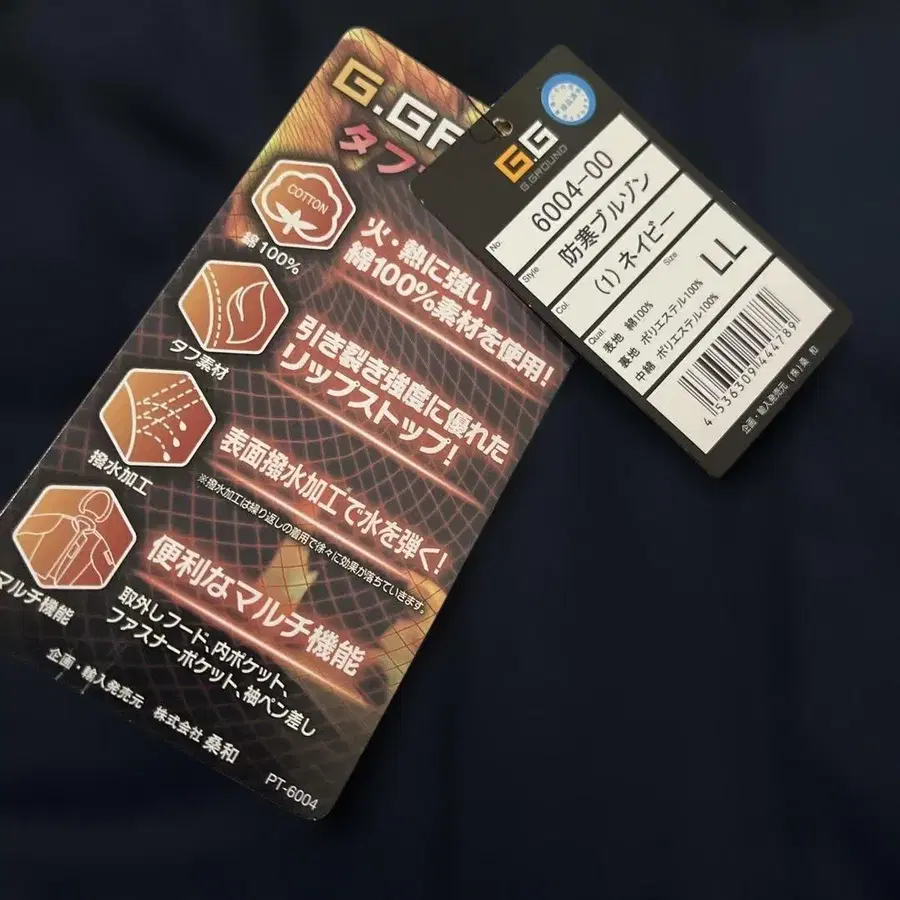 G.GR
タフ
COTTON
綿100%
火・熱に強い
綿100%素材を使用!
タフ素材
引き裂き強度に優れた
リップストップ!
撥水加工
表面撥水加工で水を弾く!
※撥水加工は繰り返しの着用で徐々に効果が落ちていきます。
マルチ機能
便利なマルチ機能
取外しフード、内ポケット、
ファスナーポケット、袖ペン差し
企画・輸入発売元 株式会社 桑和
PT-6004
G.G
G.GROUND
検品済
No. 6004-00
Style 防寒ブルゾン
Col. (1) ネイビー
Size LL
Qual.
表地 綿100%
裏地 ポリエステル100%
中綿 ポリエステル100%
4 536309 444789
企画・輸入発売元 (株)桑 和